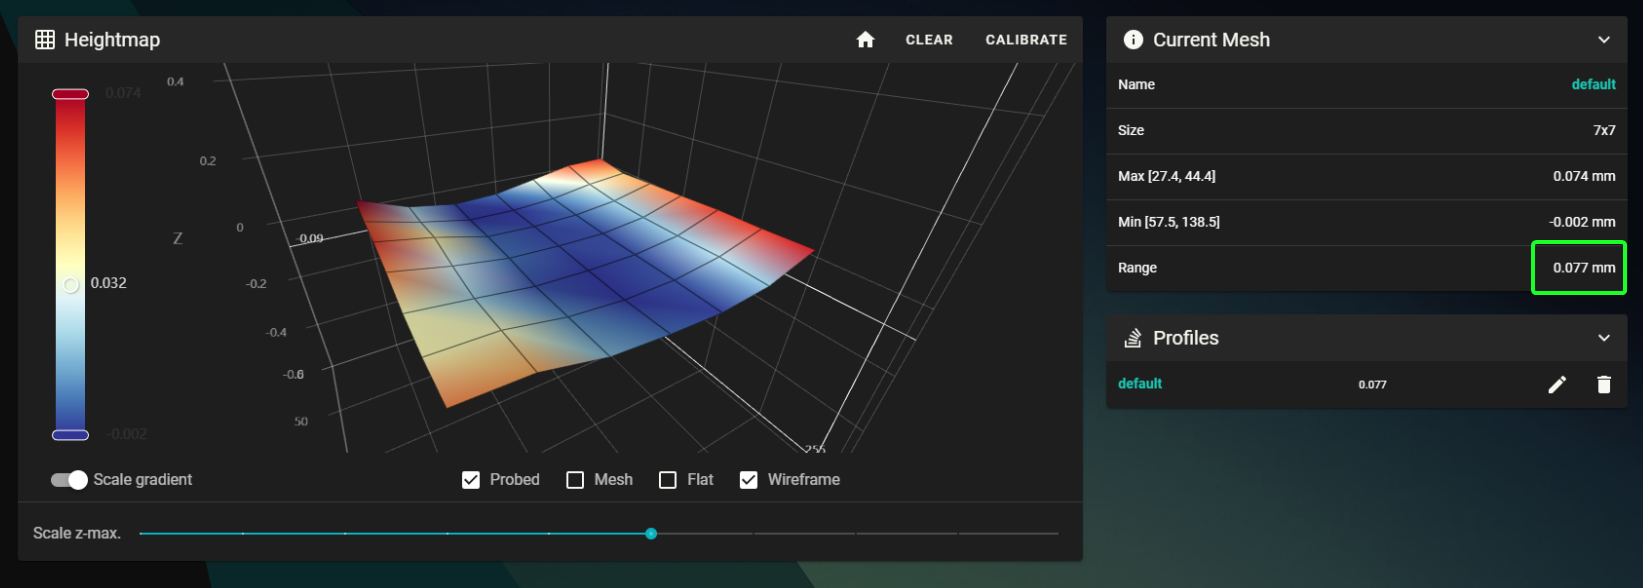 Heightmap
CLEAR
CALIBRATE
0.074
0.032
-0.002
0.4
0.2
0
-0.09
-0.2
-0.4
-0.6
50
Z
-255
Scale gradient
Probed
Mesh
Flat
Wireframe
Scale z-max.
Current Mesh
Name default
Size 7x7
Max [27.4, 44.4] 0.074 mm
Min [57.5, 138.5] -0.002 mm
Range 0.077 mm
Profiles
default 0.077